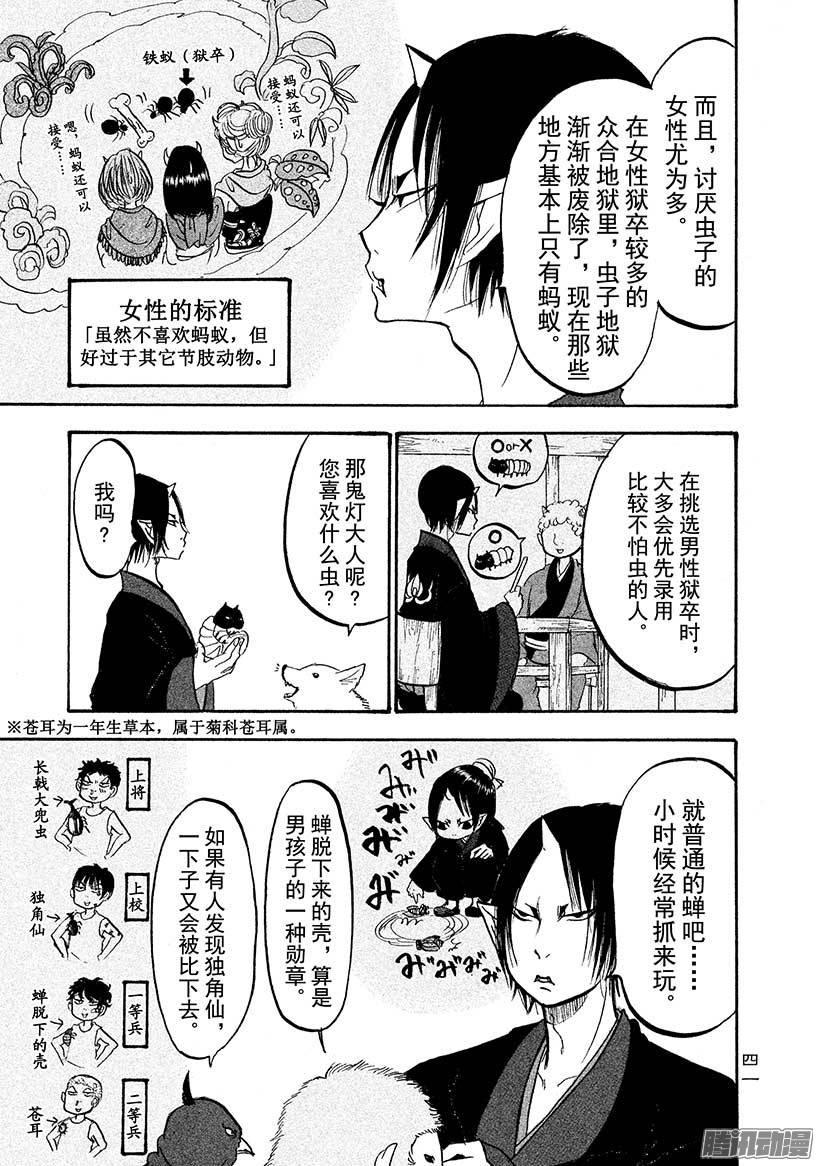 而且，讨厌虫子的
女性尤为多。
在女性狱卒较多的
众合地狱里，虫子地狱
渐渐被废除了，现在那些
地方基本上只有蚂蚁。
铁蚁（狱卒）
蚂蚁还可以
接受……
嗯，蚂蚁还可以
接受……
女性的标准
「虽然不喜欢蚂蚁，但
好过于其它节肢动物。」
在挑选男性狱卒时，
大多会优先录用
比较不怕虫的人。
O or X
O
那鬼灯大人呢？
您喜欢什么虫？
我吗？
※苍耳为一年生草本，属于菊科苍耳属。
就普通的蝉吧……
小时候经常抓来玩。
み゛み゛み゛
み゛み゛み゛み゛
蝉脱下来的壳，算是
男孩子的一种勋章。
如果有人发现独角仙，
一下子又会被比下去。
上将
长戟大兜虫
上校
独角仙
一等兵
蝉脱下的壳
二等兵
苍耳
四一
腾讯动漫